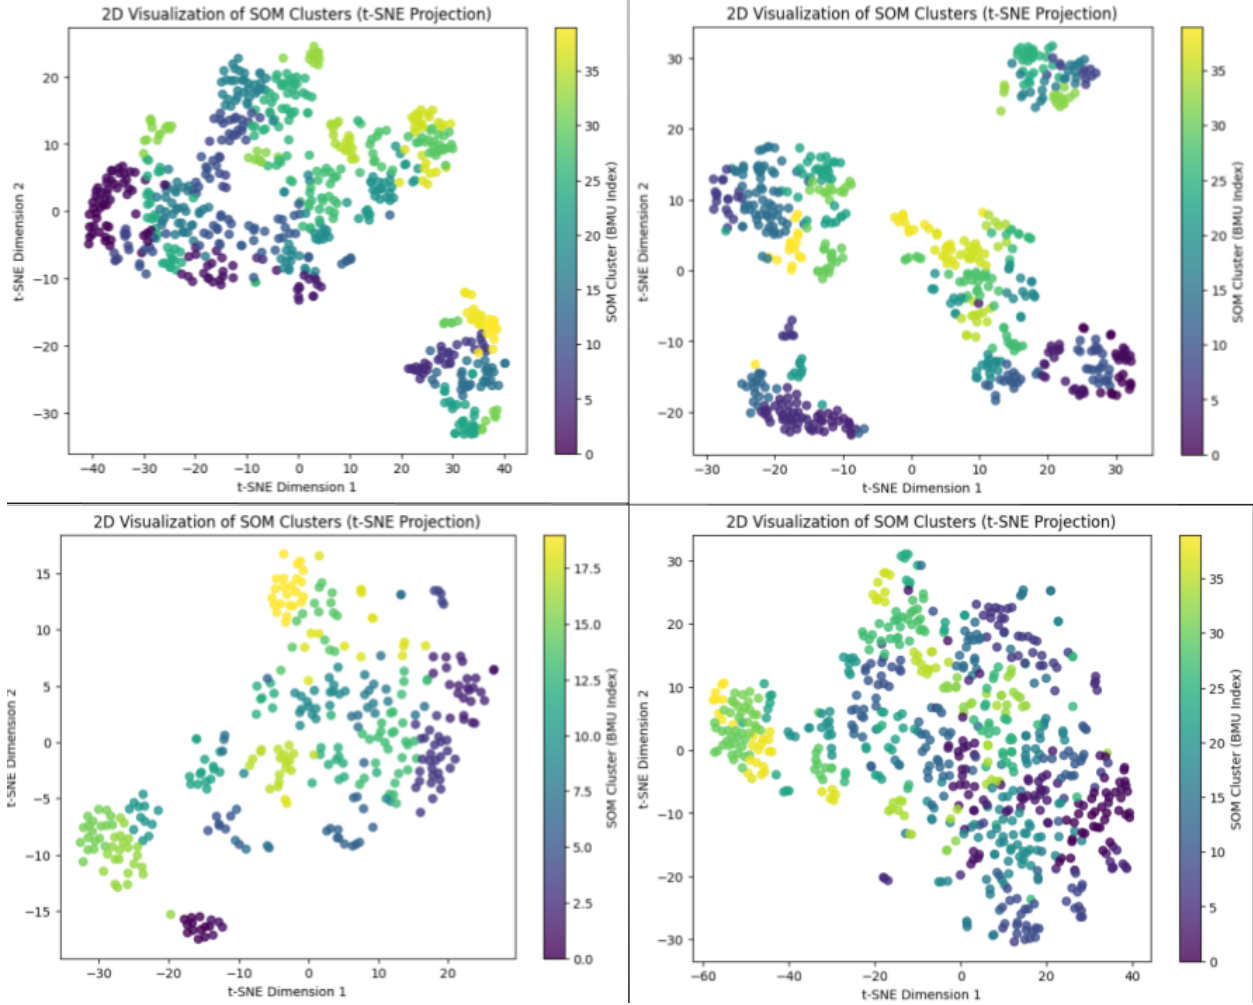 2D Visualization of SOM Clusters (t-SNE Projection)
20
10
0
−10
−20
−30
t-SNE Dimension 2
−40 −30 −20 −10 0 10 20 30 40
t-SNE Dimension 1
35
30
25
20
15
10
5
0
SOM Cluster (BMU Index)
2D Visualization of SOM Clusters (t-SNE Projection)
30
20
10
0
−10
−20
t-SNE Dimension 2
−30 −20 −10 0 10 20 30
t-SNE Dimension 1
35
30
25
20
15
10
5
0
SOM Cluster (BMU Index)
2D Visualization of SOM Clusters (t-SNE Projection)
15
10
5
0
−5
−10
−15
t-SNE Dimension 2
−30 −20 −10 0 10 20
t-SNE Dimension 1
17.5
15.0
12.5
10.0
7.5
5.0
2.5
0.0
SOM Cluster (BMU Index)
2D Visualization of SOM Clusters (t-SNE Projection)
30
20
10
0
−10
−20
−30
t-SNE Dimension 2
−60 −40 −20 0 20 40
t-SNE Dimension 1
35
30
25
20
15
10
5
0
SOM Cluster (BMU Index)